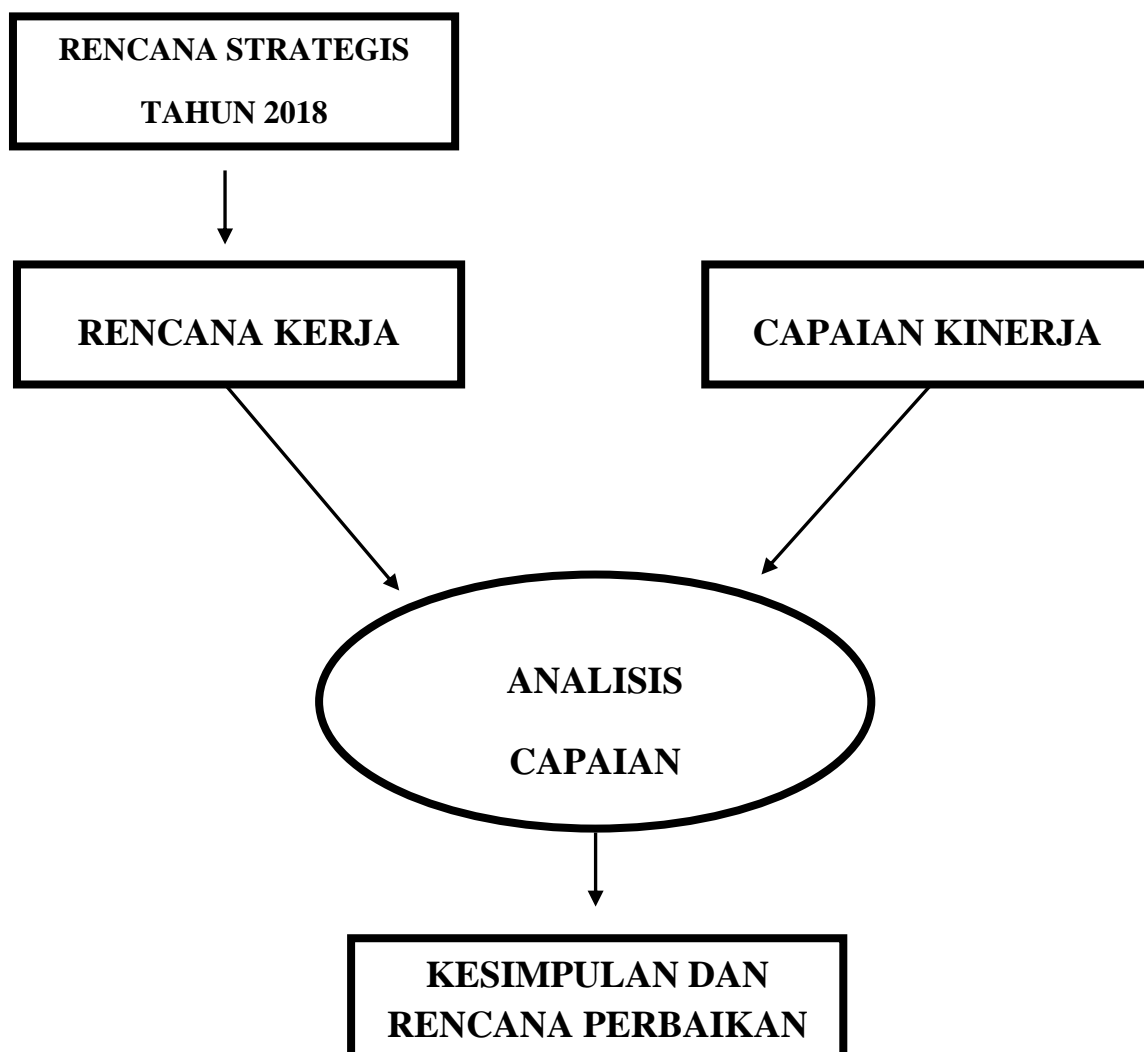 RENCANA STRATEGIS
TAHUN 2018
RENCANA KERJA
CAPAIAN KINERJA
ANALISIS
CAPAIAN
KESIMPULAN DAN
RENCANA PERBAIKAN